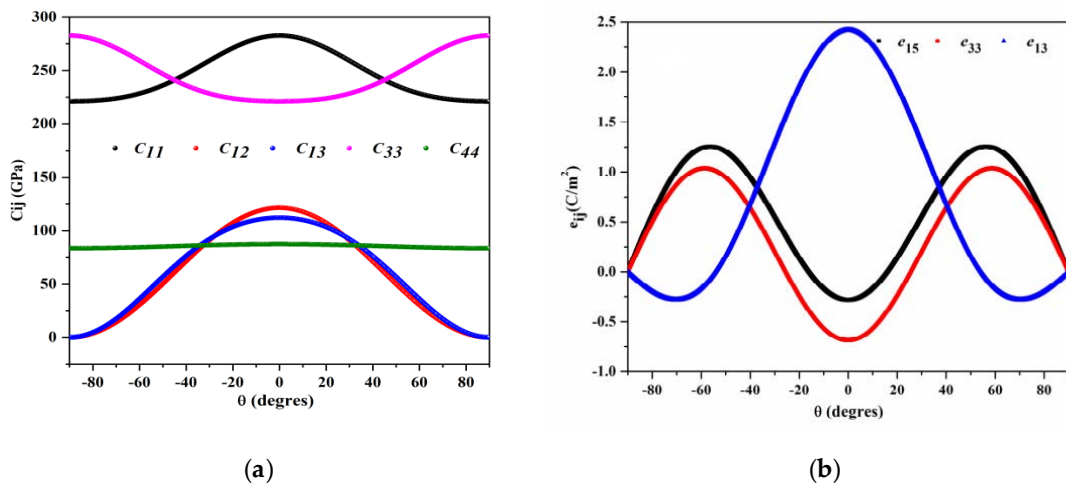 (a)
300
250
200
150
100
50
0
Cij (GPa)
C11 C12 C13 C33 C44
-80 -60 -40 -20 0 20 40 60 80
θ (degres)
(a)
b)
2.5
2.0
1.5
1.0
0.5
0.0
-0.5
-1.0
eij(C/m2)
e15 e33 e13
-80 -60 -40 -20 0 20 40 60 80
θ (degres)
(b)